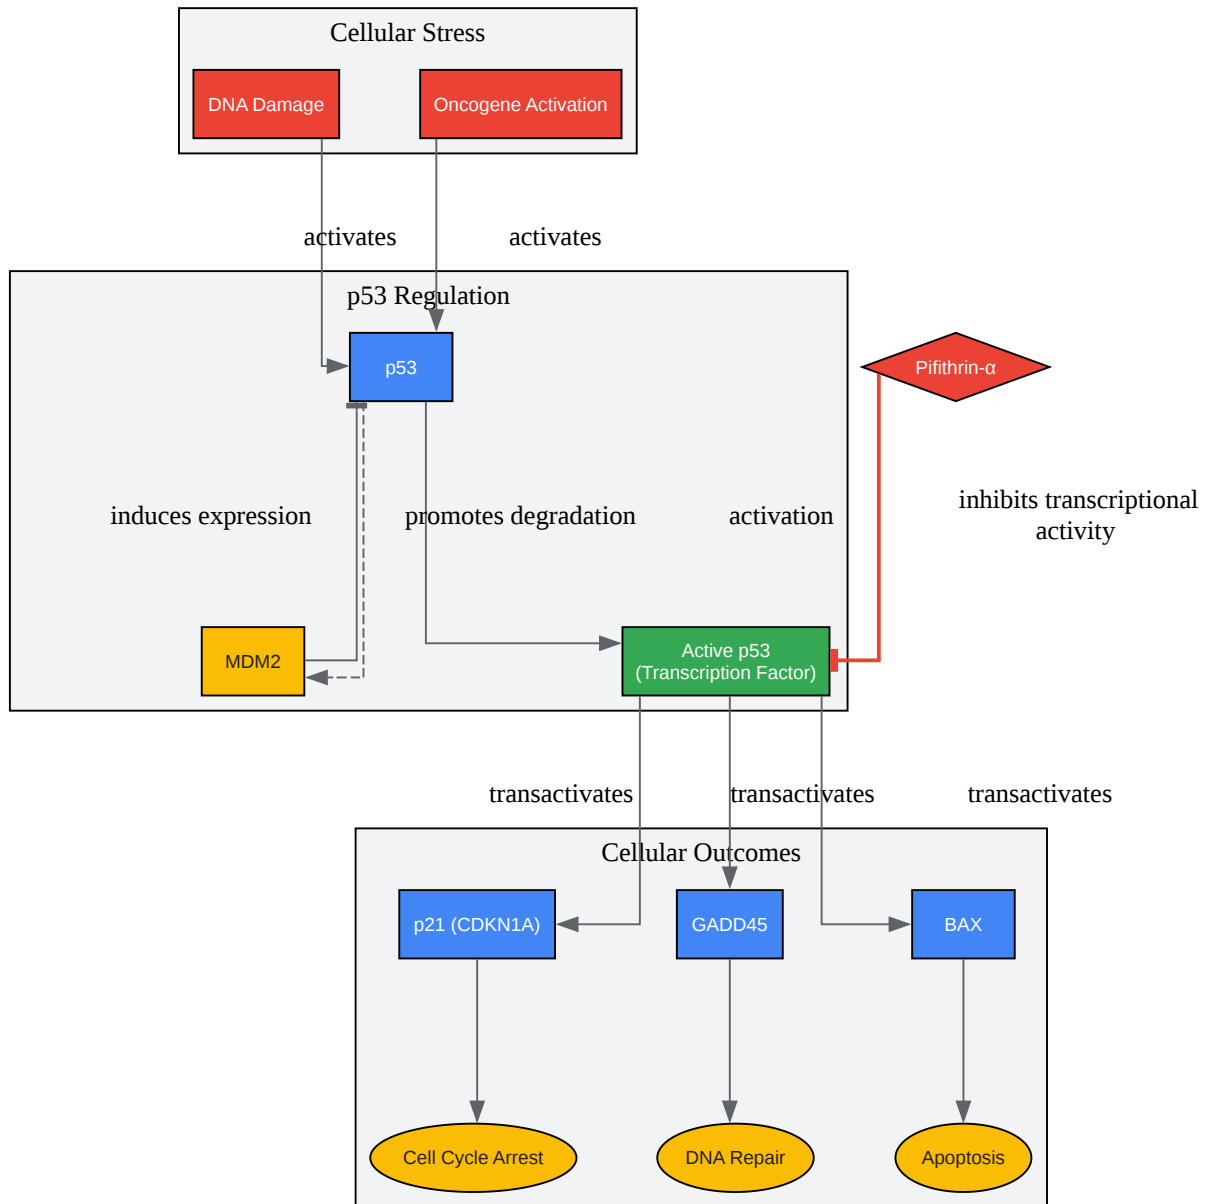 Cellular Stress
DNA Damage
Oncogene Activation
activates
activates
p53 Regulation
p53
Pifithrin-α
induces expression
promotes degradation
activation
inhibits transcriptional
activity
MDM2
Active p53
(Transcription Factor)
transactivates
transactivates
transactivates
Cellular Outcomes
p21 (CDKN1A)
GADD45
BAX
Cell Cycle Arrest
DNA Repair
Apoptosis